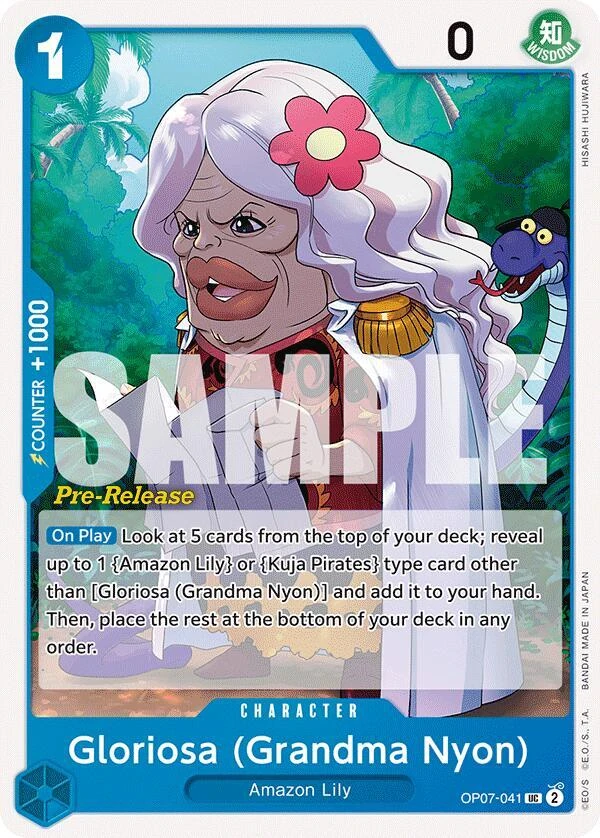 1
0
知
WISDOM
HISASHI HUJIWARA
COUNTER +1000
SAMPLE
Pre-Release
On Play Look at 5 cards from the top of your deck; reveal
up to 1 {Amazon Lily} or {Kuja Pirates} type card other
than [Gloriosa (Grandma Nyon)] and add it to your hand.
Then, place the rest at the bottom of your deck in any
order.
©EO/S ©E.O./S., T.A. BANDAI MADE IN JAPAN
CHARACTER
Gloriosa (Grandma Nyon)
Amazon Lily
OP07-041 UC 2